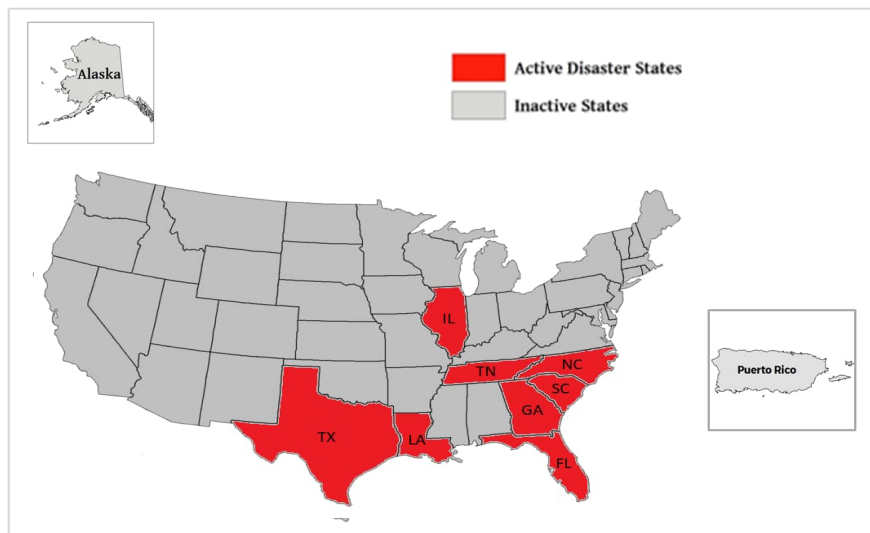 Alaska
Active Disaster States
Inactive States
IL
TN
NC
SC
GA
TX
LA
FL
Puerto Rico